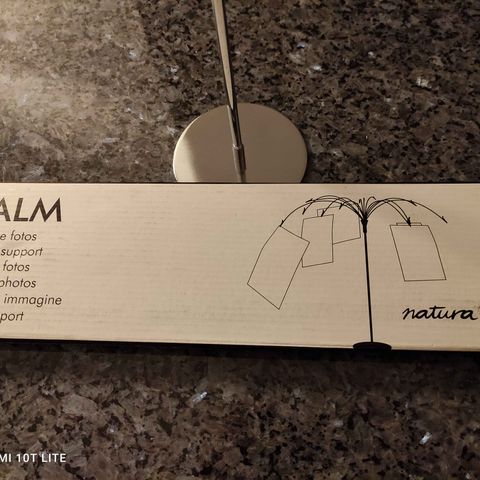 ALM
e fotos
support
fotos
photos
immagine
port
natura
MI 10T LITE